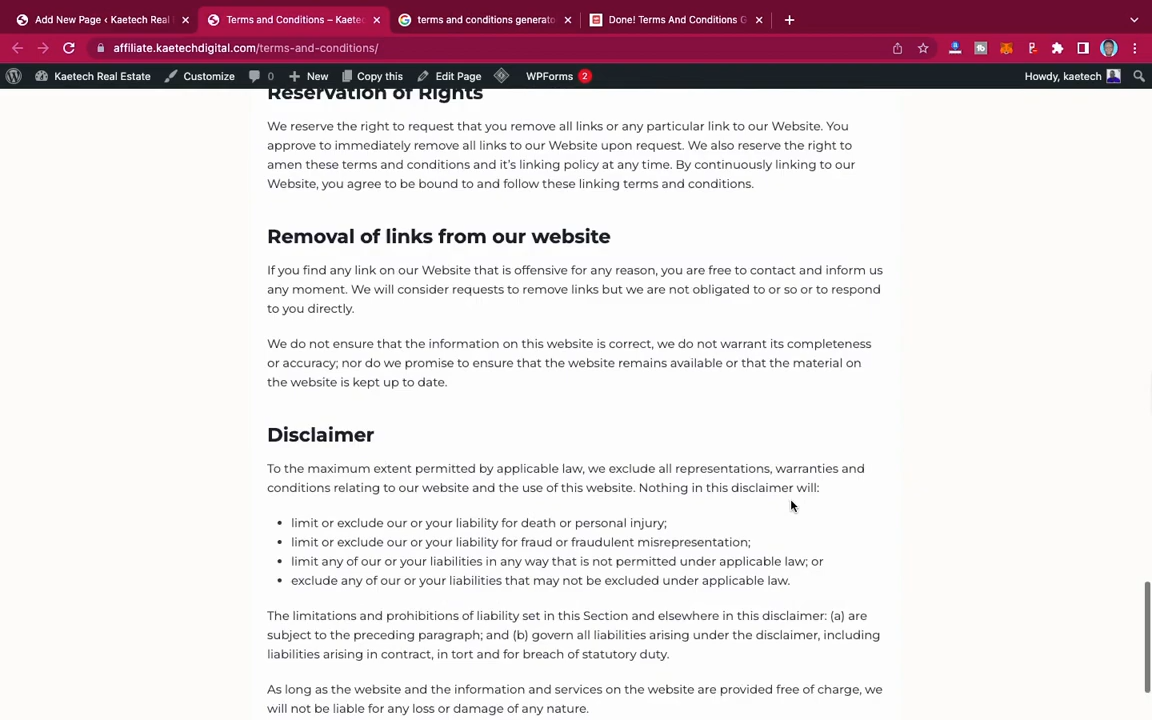 Add New Page ‹ Kaetech Real E
Terms and Conditions – Kaetec
terms and conditions generato
Done! Terms And Conditions G
affiliate.kaetechdigital.com/terms-and-conditions/
Kaetech Real Estate
Customize
0
New
Copy this
Edit Page
WPForms
2
Howdy, kaetech
Reservation of Rights
We reserve the right to request that you remove all links or any particular link to our Website. You
approve to immediately remove all links to our Website upon request. We also reserve the right to
amen these terms and conditions and it's linking policy at any time. By continuously linking to our
Website, you agree to be bound to and follow these linking terms and conditions.
Removal of links from our website
If you find any link on our Website that is offensive for any reason, you are free to contact and inform us
any moment. We will consider requests to remove links but we are not obligated to or so or to respond
to you directly.
We do not ensure that the information on this website is correct, we do not warrant its completeness
or accuracy; nor do we promise to ensure that the website remains available or that the material on
the website is kept up to date.
Disclaimer
To the maximum extent permitted by applicable law, we exclude all representations, warranties and
conditions relating to our website and the use of this website. Nothing in this disclaimer will:
• limit or exclude our or your liability for death or personal injury;
• limit or exclude our or your liability for fraud or fraudulent misrepresentation;
• limit any of our or your liabilities in any way that is not permitted under applicable law; or
• exclude any of our or your liabilities that may not be excluded under applicable law.
The limitations and prohibitions of liability set in this Section and elsewhere in this disclaimer: (a) are
subject to the preceding paragraph; and (b) govern all liabilities arising under the disclaimer, including
liabilities arising in contract, in tort and for breach of statutory duty.
As long as the website and the information and services on the website are provided free of charge, we
will not be liable for any loss or damage of any nature.